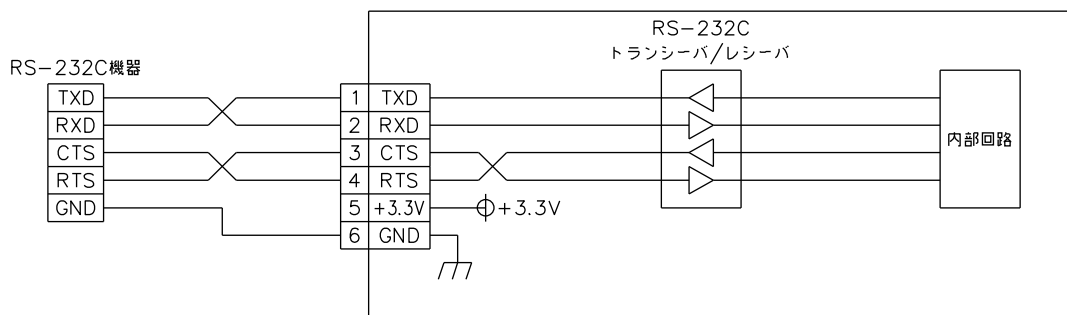 RS-232C
トランシーバ/レシーバ
RS-232C機器
TXD 1 TXD
RXD 2 RXD
CTS 3 CTS
RTS 4 RTS
GND 5 +3.3V +3.3V
6 GND
内部回路